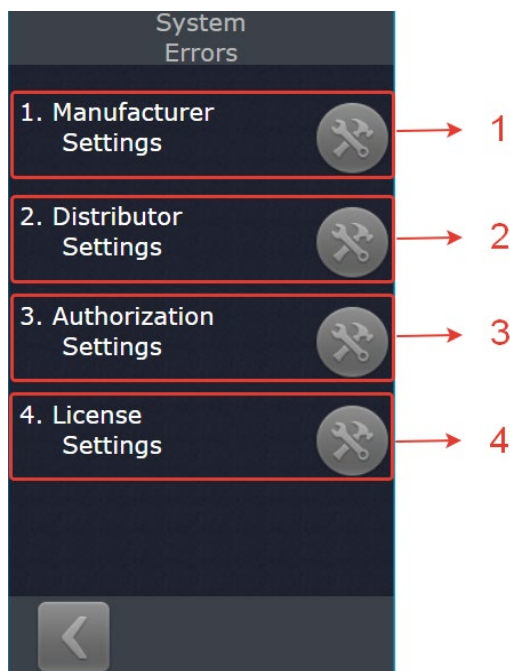 System
Errors
1. Manufacturer
Settings
1
2. Distributor
Settings
2
3. Authorization
Settings
3
4. License
Settings
4